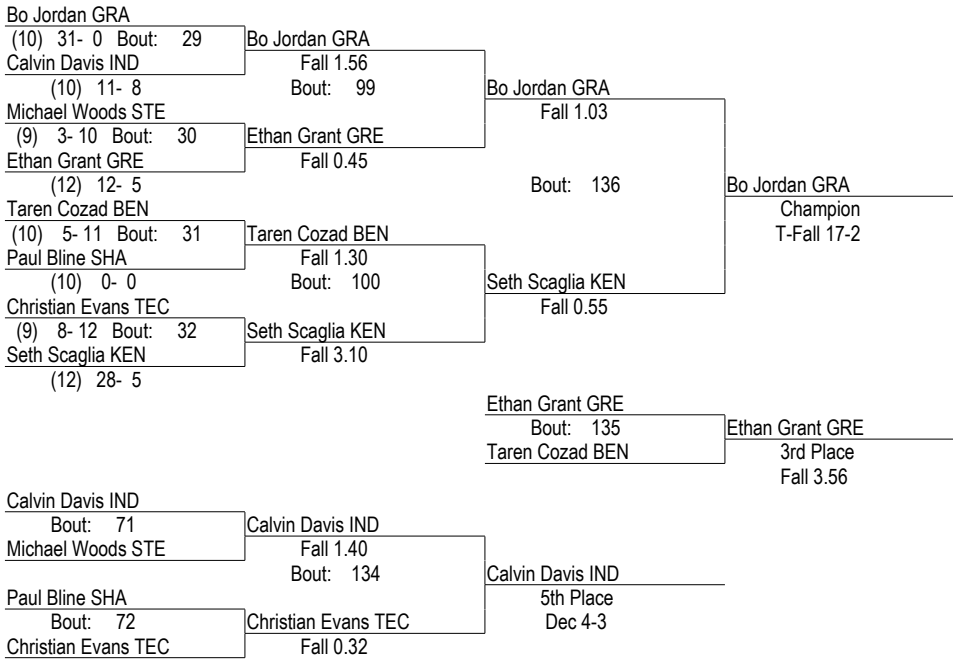 Bo Jordan GRA
(10) 31- 0 Bout: 29
Bo Jordan GRA
Calvin Davis IND
Fall 1.56
(10) 11- 8
Bout: 99
Bo Jordan GRA
Michael Woods STE
Fall 1.03
(9) 3- 10 Bout: 30
Ethan Grant GRE
Ethan Grant GRE
Fall 0.45
(12) 12- 5
Bout: 136
Bo Jordan GRA
Taren Cozad BEN
Champion
(10) 5- 11 Bout: 31
Taren Cozad BEN
T-Fall 17-2
Paul Bline SHA
Fall 1.30
(10) 0- 0
Bout: 100
Seth Scaglia KEN
Christian Evans TEC
Fall 0.55
(9) 8- 12 Bout: 32
Seth Scaglia KEN
Seth Scaglia KEN
Fall 3.10
(12) 28- 5
Ethan Grant GRE
Bout: 135
Ethan Grant GRE
Taren Cozad BEN
3rd Place
Fall 3.56
Calvin Davis IND
Bout: 71
Calvin Davis IND
Michael Woods STE
Fall 1.40
Bout: 134
Calvin Davis IND
Paul Bline SHA
5th Place
Bout: 72
Christian Evans TEC
Dec 4-3
Christian Evans TEC
Fall 0.32